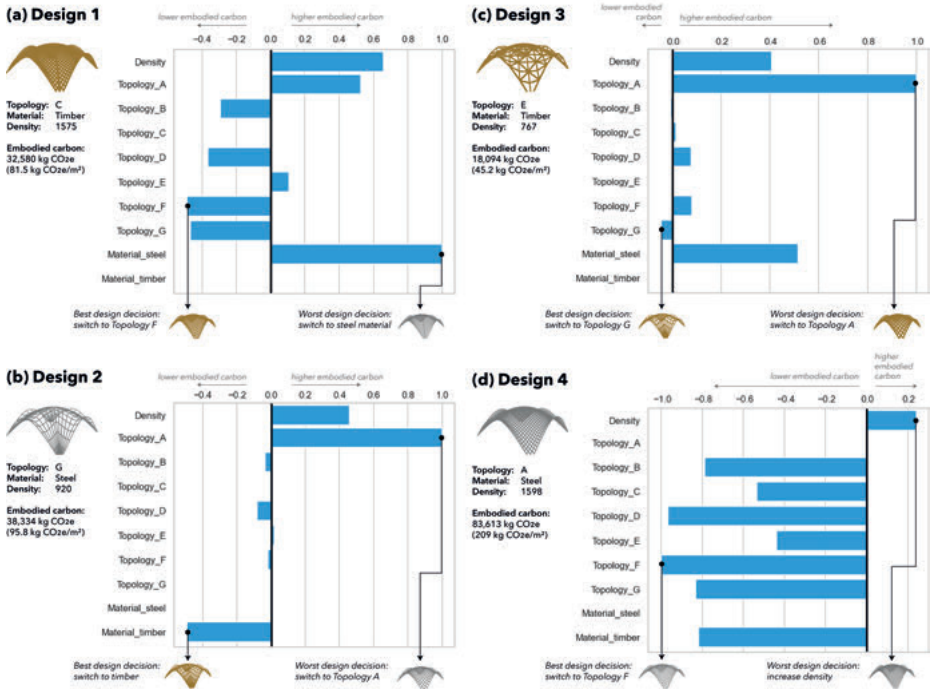 (a) Design 1
lower embodied carbon
higher embodied carbon
−0.4 −0.2 0.0 0.2 0.4 0.6 0.8 1.0
Topology: C
Material: Timber
Density: 1575
Embodied carbon:
32,580 kg COze
(81.5 kg COze/m²)
Density
Topology_A
Topology_B
Topology_C
Topology_D
Topology_E
Topology_F
Topology_G
Material_steel
Material_timber
Best design decision:
switch to Topology F
Worst design decision:
switch to steel material
(b) Design 2
lower embodied carbon
higher embodied carbon
−0.4 −0.2 0.0 0.2 0.4 0.6 0.8 1.0
Topology: G
Material: Steel
Density: 920
Embodied carbon:
38,334 kg COze
(95.8 kg COze/m²)
Density
Topology_A
Topology_B
Topology_C
Topology_D
Topology_E
Topology_F
Topology_G
Material_steel
Material_timber
Best design decision:
switch to timber
Worst design decision:
switch to Topology A
(c) Design 3
lower embodied
carbon
higher embodied carbon
0.0 0.2 0.4 0.6 0.8 1.0
Topology: E
Material: Timber
Density: 767
Embodied carbon:
18,094 kg COze
(45.2 kg COze/m²)
Density
Topology_A
Topology_B
Topology_C
Topology_D
Topology_E
Topology_F
Topology_G
Material_steel
Material_timber
Best design decision:
switch to Topology G
Worst design decision:
switch to Topology A
(d) Design 4
lower embodied carbon
higher
embodied
carbon
−1.0 −0.8 −0.6 −0.4 −0.2 0.0 0.2
Topology: A
Material: Steel
Density: 1598
Embodied carbon:
83,613 kg COze
(209 kg COze/m²)
Density
Topology_A
Topology_B
Topology_C
Topology_D
Topology_E
Topology_F
Topology_G
Material_steel
Material_timber
Best design decision:
switch to Topology F
Worst design decision:
increase density